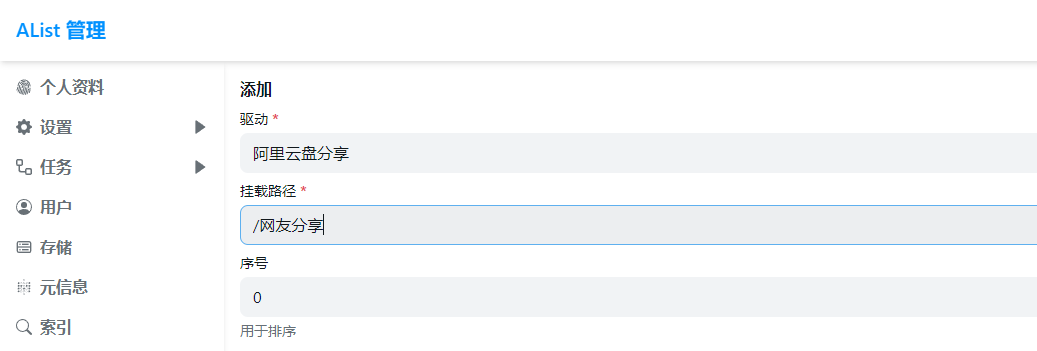 AList 管理
个人资料
设置
任务
用户
存储
元信息
索引
添加
驱动 *
阿里云盘分享
挂载路径 *
/网友分享
序号
0
用于排序